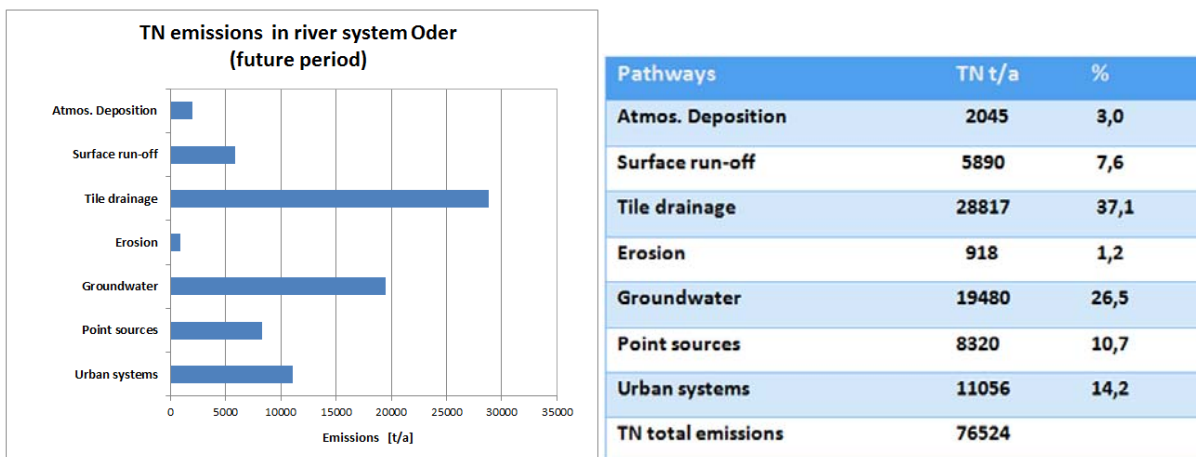 TN emissions in river system Oder
(future period)
Atmos. Deposition
Surface run-off
Tile drainage
Erosion
Groundwater
Point sources
Urban systems
0 5000 10000 15000 20000 25000 30000 35000
Emissions [t/a]
Pathways TN t/a %
Atmos. Deposition 2045 3,0
Surface run-off 5890 7,6
Tile drainage 28817 37,1
Erosion 918 1,2
Groundwater 19480 26,5
Point sources 8320 10,7
Urban systems 11056 14,2
TN total emissions 76524